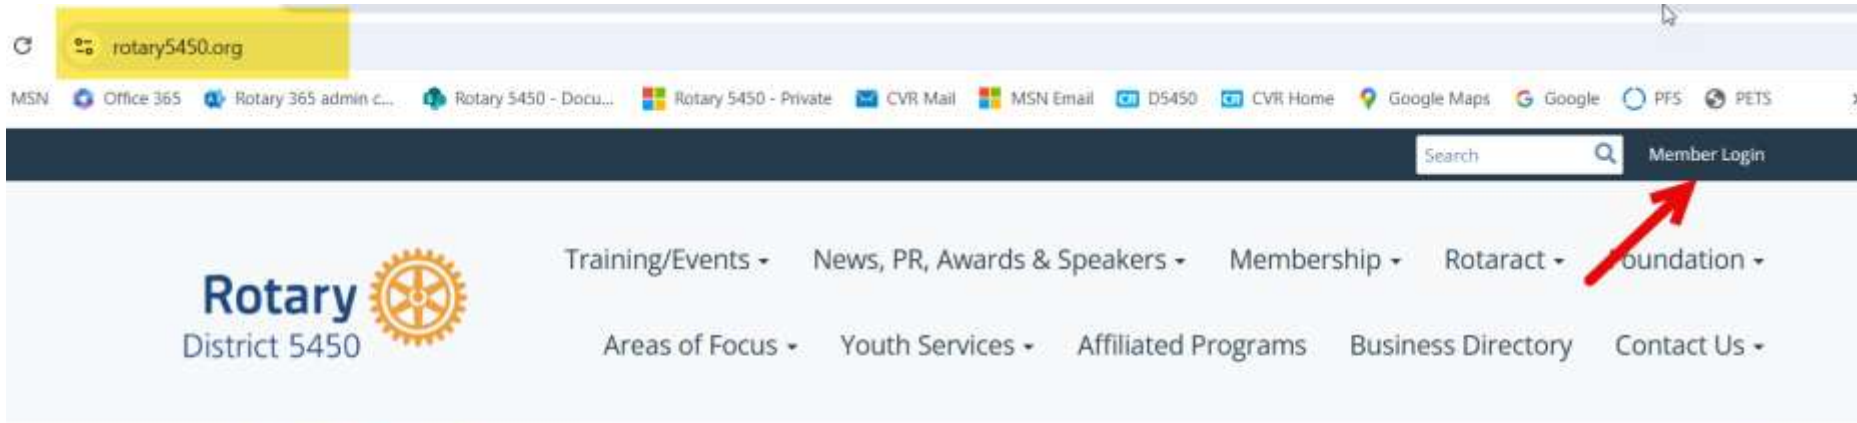 rotary5450.org
MSN Office 365 Rotary 365 admin c... Rotary 5450 - Docu... Rotary 5450 - Private CVR Mail MSN Email D5450 CVR Home Google Maps Google PFS PETS
Search Member Login
Training/Events News, PR, Awards & Speakers Membership Rotaract Foundation
Rotary
District 5450
Areas of Focus Youth Services Affiliated Programs Business Directory Contact Us